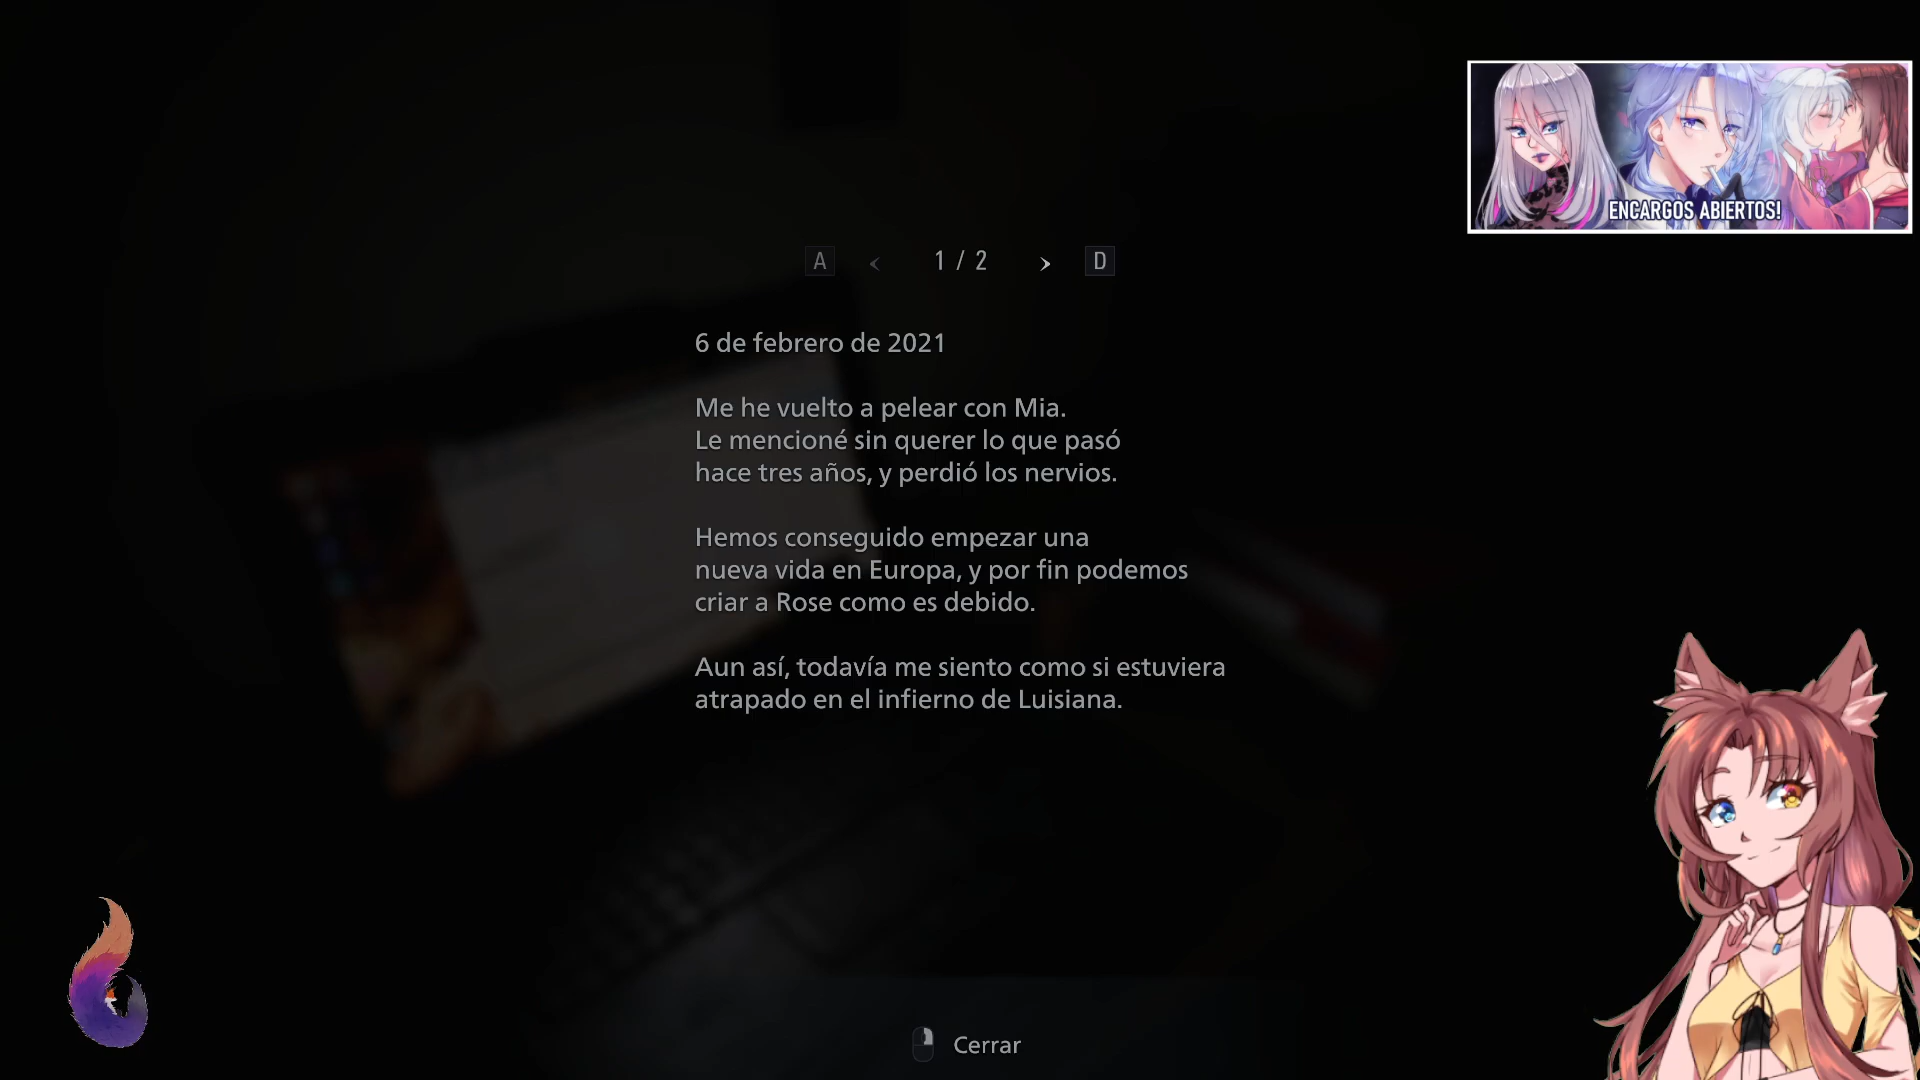 ENCARGOS ABIERTOS!
A < 1 / 2 > D
6 de febrero de 2021
Me he vuelto a pelear con Mia.
Le mencioné sin querer lo que pasó
hace tres años, y perdió los nervios.
Hemos conseguido empezar una
nueva vida en Europa, y por fin podemos
criar a Rose como es debido.
Aun así, todavía me siento como si estuviera
atrapado en el infierno de Luisiana.
Cerrar